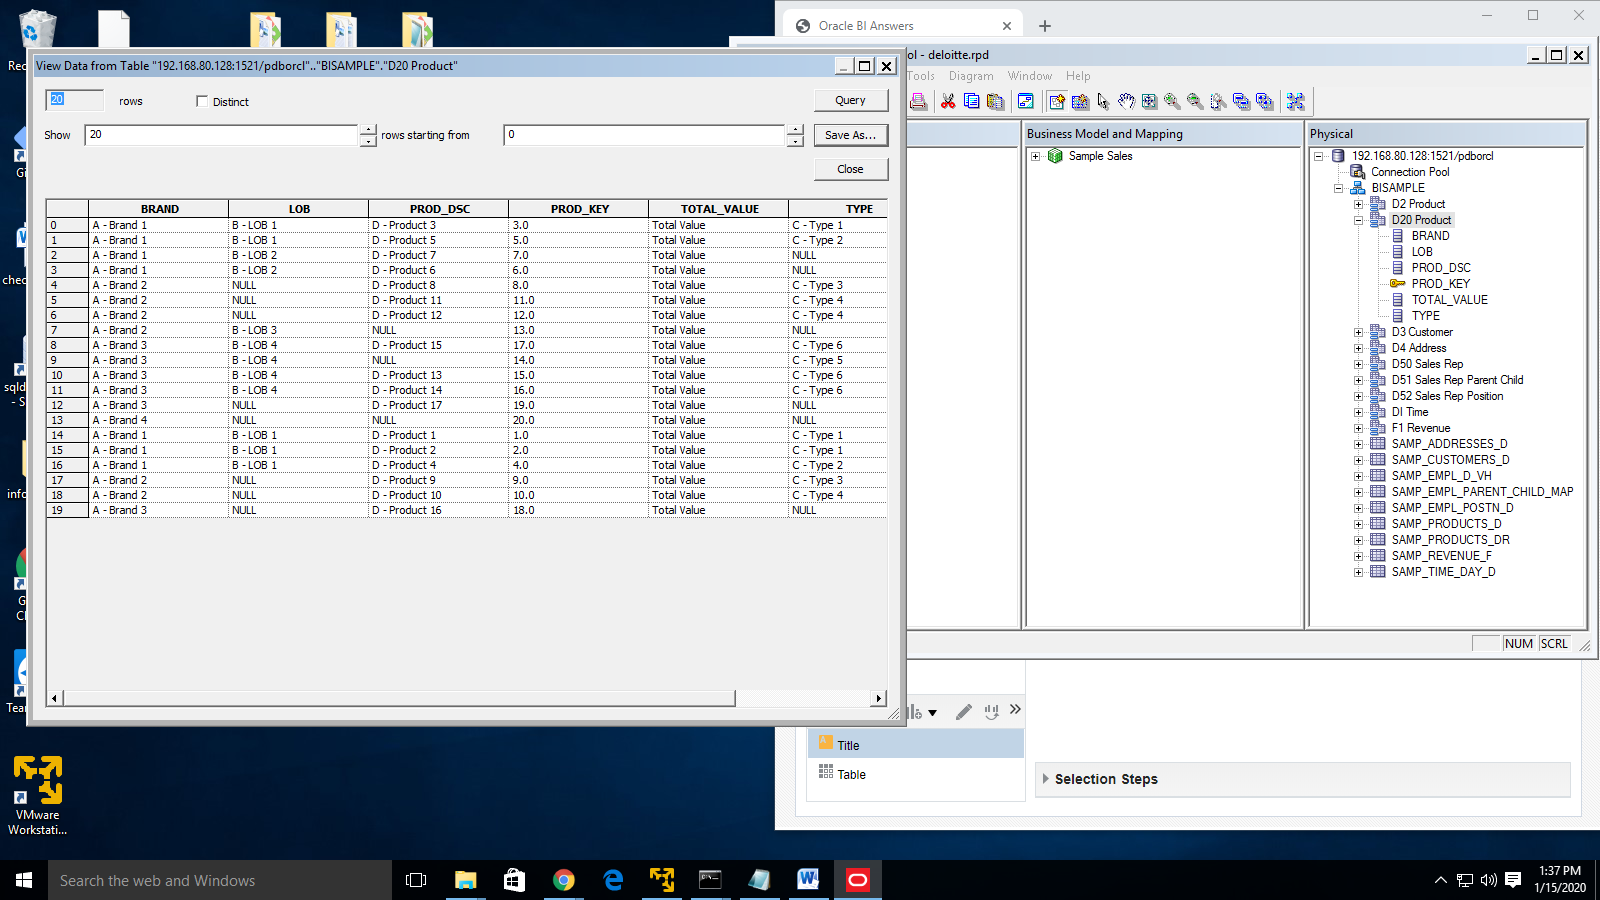 Oracle BI Answers
View Data from Table "192.168.80.128:1521/pdborcl".."BISAMPLE"."D20 Product"
20 rows Distinct Query
Show 20 rows starting from 0 Save As...
Close
BRAND LOB PROD_DSC PROD_KEY TOTAL_VALUE TYPE
0 A - Brand 1 B - LOB 1 D - Product 3 3.0 Total Value C - Type 1
1 A - Brand 1 B - LOB 1 D - Product 5 5.0 Total Value C - Type 2
2 A - Brand 1 B - LOB 2 D - Product 7 7.0 Total Value NULL
3 A - Brand 1 B - LOB 2 D - Product 6 6.0 Total Value NULL
4 A - Brand 2 NULL D - Product 8 8.0 Total Value C - Type 3
5 A - Brand 2 NULL D - Product 11 11.0 Total Value C - Type 4
6 A - Brand 2 NULL D - Product 12 12.0 Total Value C - Type 4
7 A - Brand 2 B - LOB 3 NULL 13.0 Total Value NULL
8 A - Brand 3 B - LOB 4 D - Product 15 17.0 Total Value C - Type 6
9 A - Brand 3 B - LOB 4 NULL 14.0 Total Value C - Type 5
10 A - Brand 3 B - LOB 4 D - Product 13 15.0 Total Value C - Type 6
11 A - Brand 3 B - LOB 4 D - Product 14 16.0 Total Value C - Type 6
12 A - Brand 3 NULL D - Product 17 19.0 Total Value NULL
13 A - Brand 4 NULL NULL 20.0 Total Value NULL
14 A - Brand 1 B - LOB 1 D - Product 1 1.0 Total Value C - Type 1
15 A - Brand 1 B - LOB 1 D - Product 2 2.0 Total Value C - Type 1
16 A - Brand 1 B - LOB 1 D - Product 4 4.0 Total Value C - Type 2
17 A - Brand 2 NULL D - Product 9 9.0 Total Value C - Type 3
18 A - Brand 2 NULL D - Product 10 10.0 Total Value C - Type 4
19 A - Brand 3 NULL D - Product 16 18.0 Total Value NULL
ol - deloitte.rpd
Tools Diagram Window Help
Business Model and Mapping
Sample Sales
Physical
192.168.80.128:1521/pdborcl
Connection Pool
BISAMPLE
D2 Product
D20 Product
BRAND
LOB
PROD_DSC
PROD_KEY
TOTAL_VALUE
TYPE
D3 Customer
D4 Address
D50 Sales Rep
D51 Sales Rep Parent Child
D52 Sales Rep Position
DI Time
F1 Revenue
SAMP_ADDRESSES_D
SAMP_CUSTOMERS_D
SAMP_EMPL_D_VH
SAMP_EMPL_PARENT_CHILD_MAP
SAMP_EMPL_POSTN_D
SAMP_PRODUCTS_D
SAMP_PRODUCTS_DR
SAMP_REVENUE_F
SAMP_TIME_DAY_D
NUM SCRL
Title
Table
Selection Steps
Rec
Gi
chec
sqld
- S
info
G
Cl
Tear
VMware
Workstati...
Search the web and Windows
1:37 PM
1/15/2020